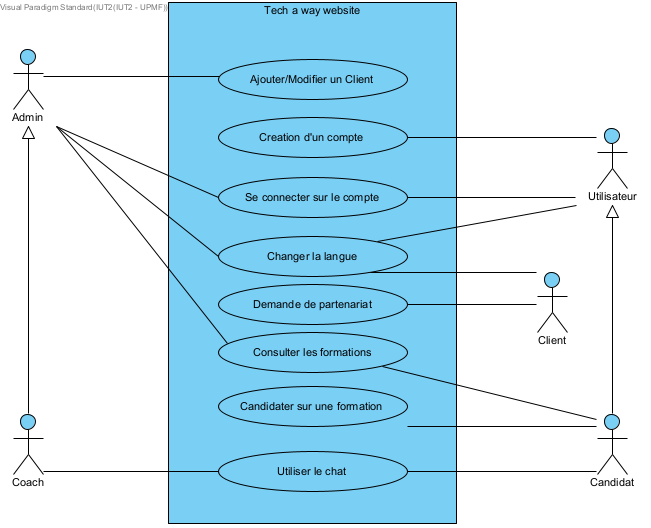 Visual Paradigm Standard(IUT2(IUT2 - UPMF))
Tech a way website
Ajouter/Modifier un Client
Admin
Creation d'un compte
Se connecter sur le compte
Utilisateur
Changer la langue
Demande de partenariat
Client
Consulter les formations
Candidater sur une formation
Utiliser le chat
Coach
Candidat